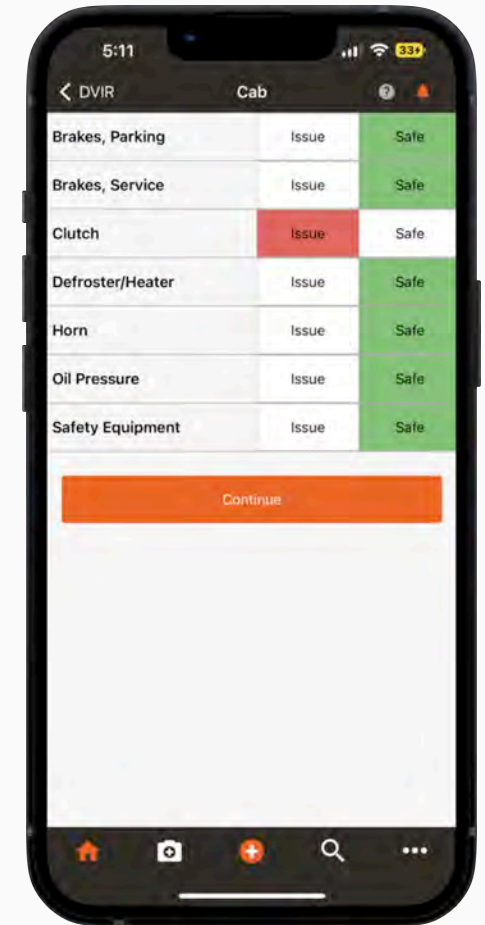 5:11
33
DVIR Cab
Brakes, Parking Issue Safe
Brakes, Service Issue Safe
Clutch Issue Safe
Defroster/Heater Issue Safe
Horn Issue Safe
Oil Pressure Issue Safe
Safety Equipment Issue Safe
Continue